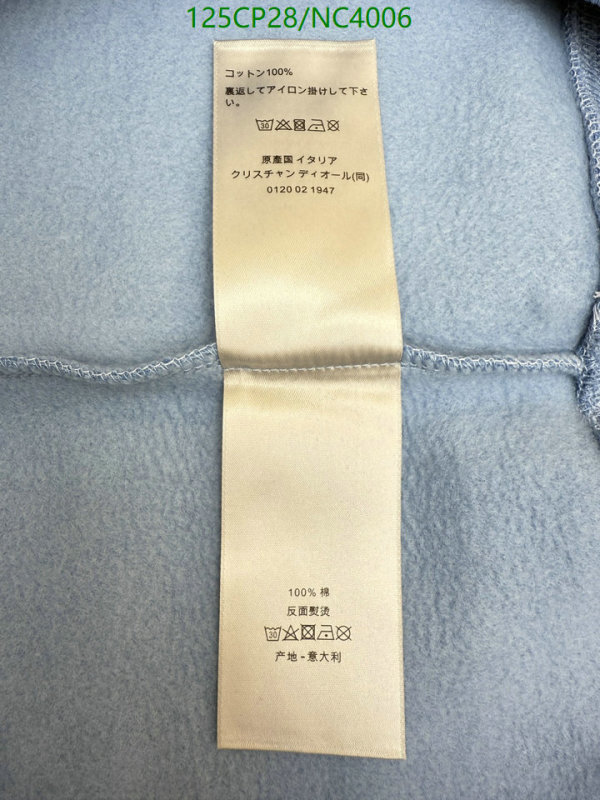 125CP28/NC4006
コットン100%
裏返してアイロン掛けして下さ
い。
30
原産国 イタリア
クリスチャン ディオール(同)
0120 02 1947
100% 棉
反面熨烫
30
产地 - 意大利